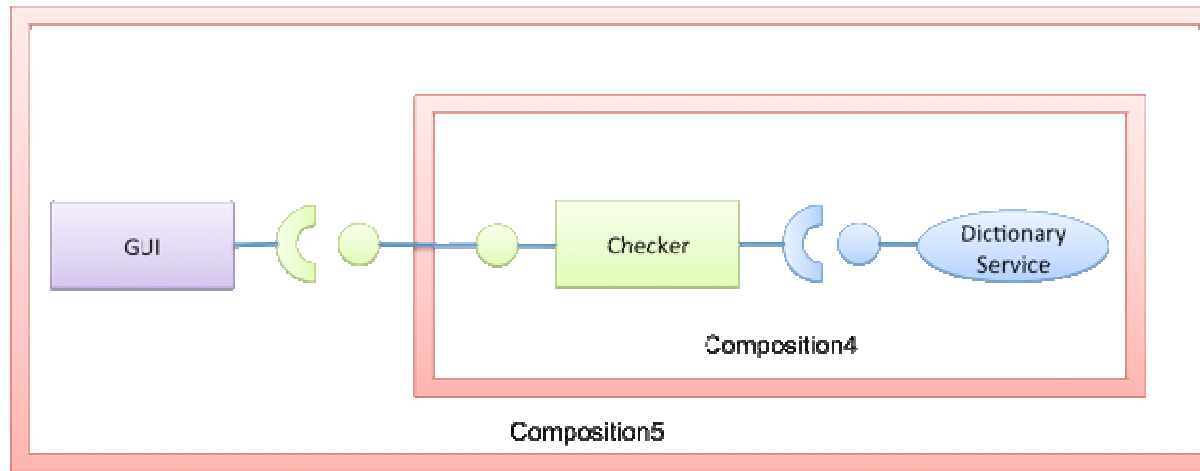 GUI
Checker
Dictionary
Service
Composition4
Composition5